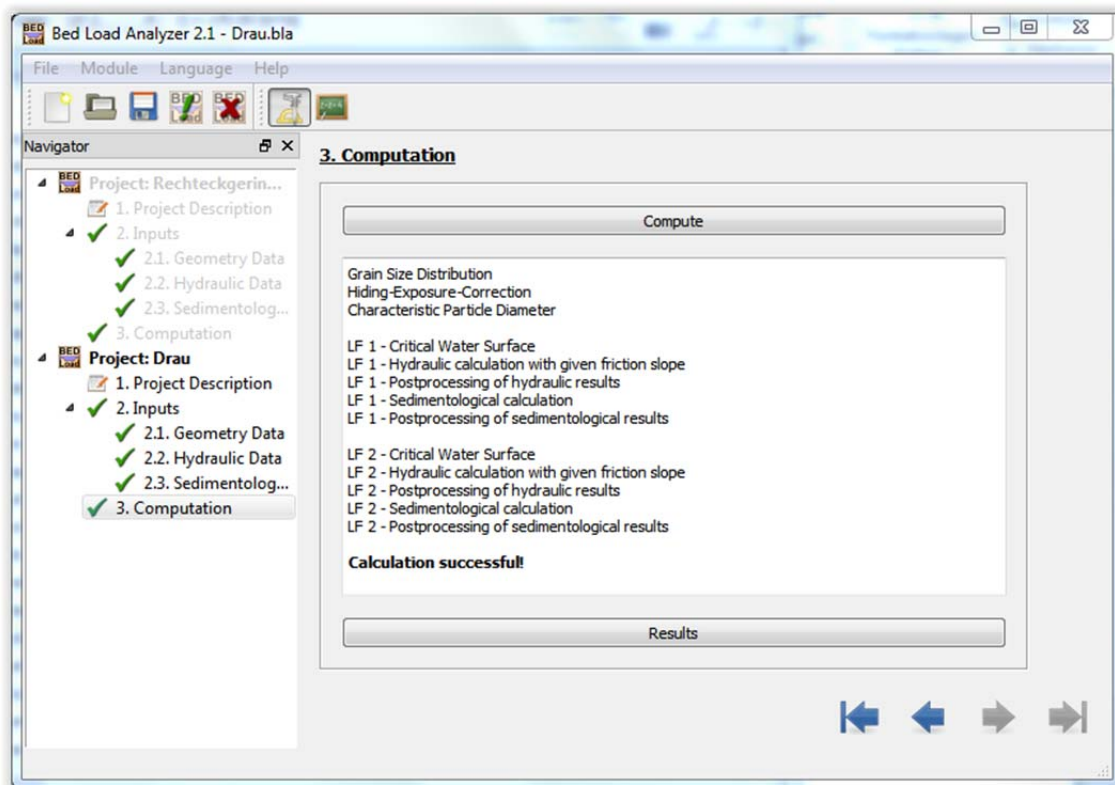 Bed Load Analyzer 2.1 - Drau.bla
File Module Language Help
Navigator
Project: Rechteckgerin...
1. Project Description
2. Inputs
2.1. Geometry Data
2.2. Hydraulic Data
2.3. Sedimentolog...
3. Computation
Project: Drau
1. Project Description
2. Inputs
2.1. Geometry Data
2.2. Hydraulic Data
2.3. Sedimentolog...
3. Computation
3. Computation
Compute
Grain Size Distribution
Hiding-Exposure-Correction
Characteristic Particle Diameter
LF 1 - Critical Water Surface
LF 1 - Hydraulic calculation with given friction slope
LF 1 - Postprocessing of hydraulic results
LF 1 - Sedimentological calculation
LF 1 - Postprocessing of sedimentological results
LF 2 - Critical Water Surface
LF 2 - Hydraulic calculation with given friction slope
LF 2 - Postprocessing of hydraulic results
LF 2 - Sedimentological calculation
LF 2 - Postprocessing of sedimentological results
Calculation successful!
Results